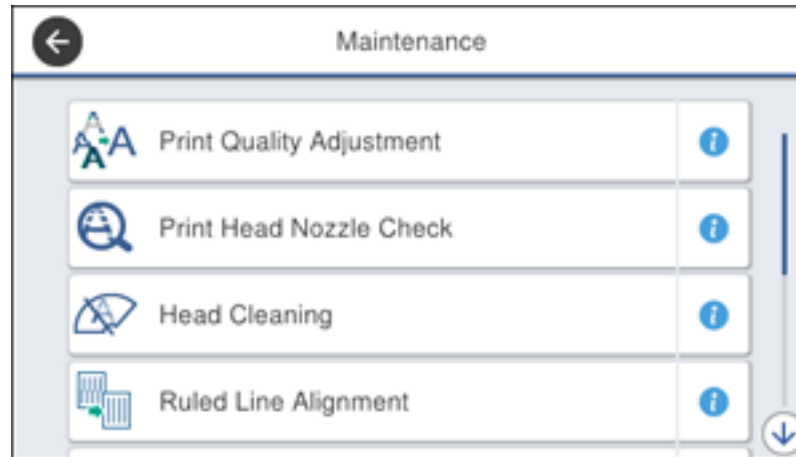 Maintenance
Print Quality Adjustment
Print Head Nozzle Check
Head Cleaning
Ruled Line Alignment